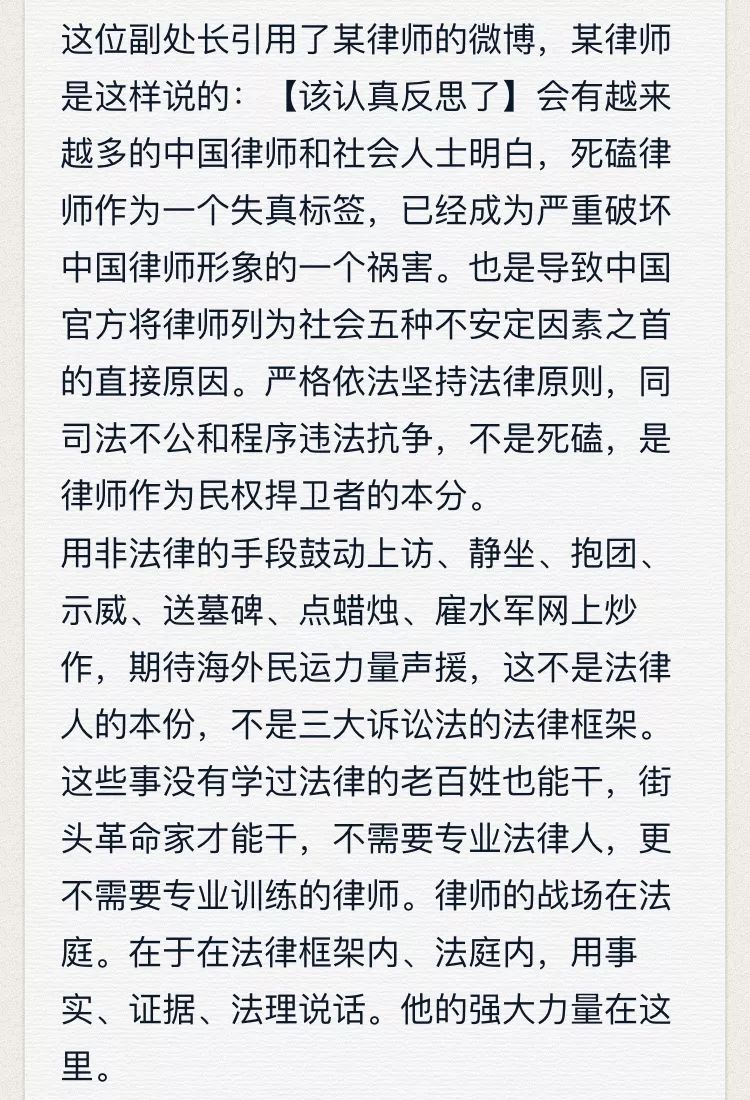 这位副处长引用了某律师的微博，某律师
是这样说的：【该认真反思了】会有越来
越多的中国律师和社会人士明白，死磕律
师作为一个失真标签，已经成为严重破坏
中国律师形象的一个祸害。也是导致中国
官方将律师列为社会五种不安定因素之首
的直接原因。严格依法坚持法律原则，同
司法不公和程序违法抗争，不是死磕，是
律师作为民权捍卫者的本分。
用非法律的手段鼓动上访、静坐、抱团、
示威、送墓碑、点蜡烛、雇水军网上炒
作，期待海外民运力量声援，这不是法律
人的本份，不是三大诉讼法的法律框架。
这些事没有学过法律的老百姓也能干，街
头革命家才能干，不需要专业法律人，更
不需要专业训练的律师。律师的战场在法
庭。在于在法律框架内、法庭内，用事
实、证据、法理说话。他的强大力量在这
里。